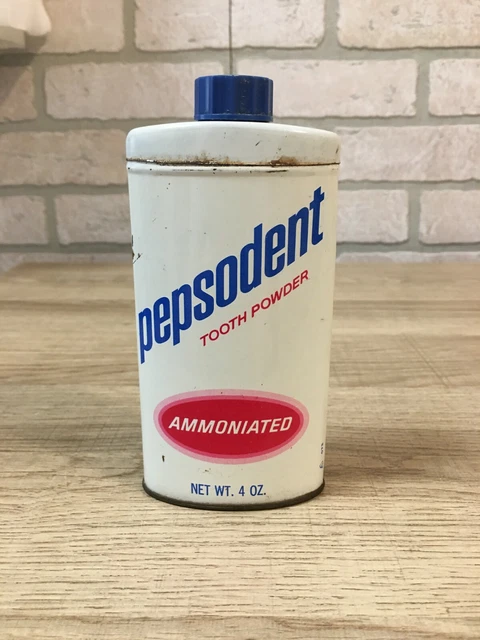 pepsodent
TOOTH POWDER
AMMONIATED
NET WT. 4 OZ.